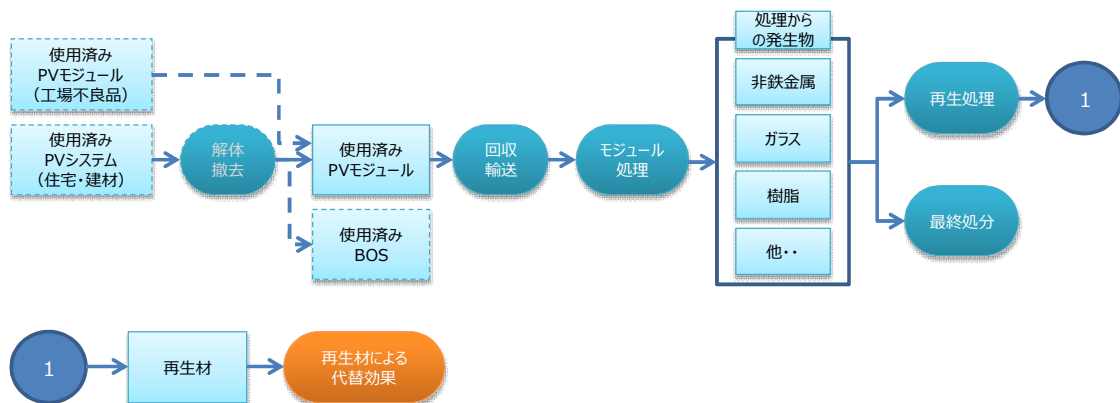 使用済み
PVモジュール
（工場不良品）
使用済み
PVシステム
（住宅・建材）
解体
撤去
使用済み
PVモジュール
使用済み
BOS
回収
輸送
モジュール
処理
処理から
の発生物
非鉄金属
ガラス
樹脂
他・・
再生処理
最終処分
1
1
再生材
再生材による
代替効果